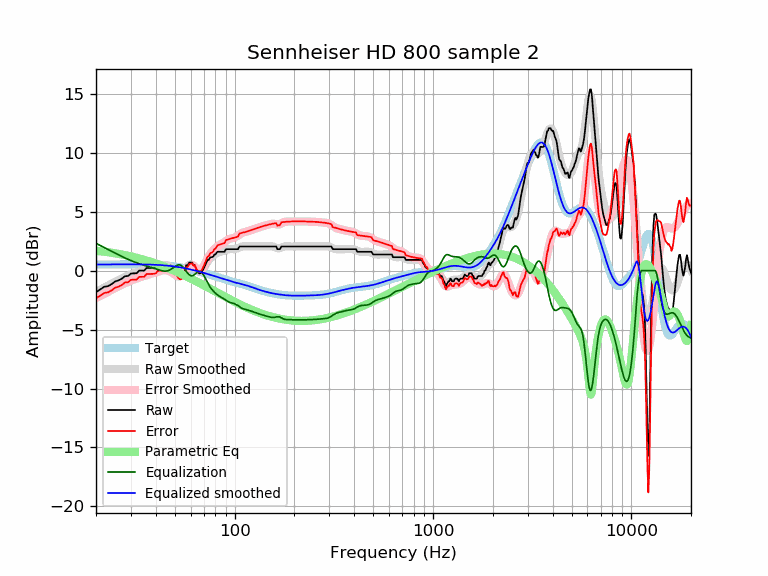 Sennheiser HD 800 sample 2
Amplitude (dBr)
15
10
5
0
−5
−10
−15
−20
Target
Raw Smoothed
Error Smoothed
Raw
Error
Parametric Eq
Equalization
Equalized smoothed
100
1000
10000
Frequency (Hz)